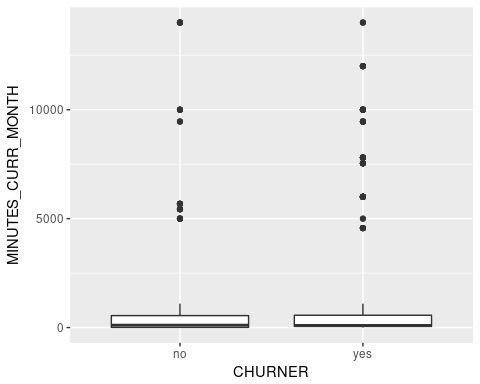 MINUTES_CURR_MONTH
10000
5000
0
no
yes
CHURNER